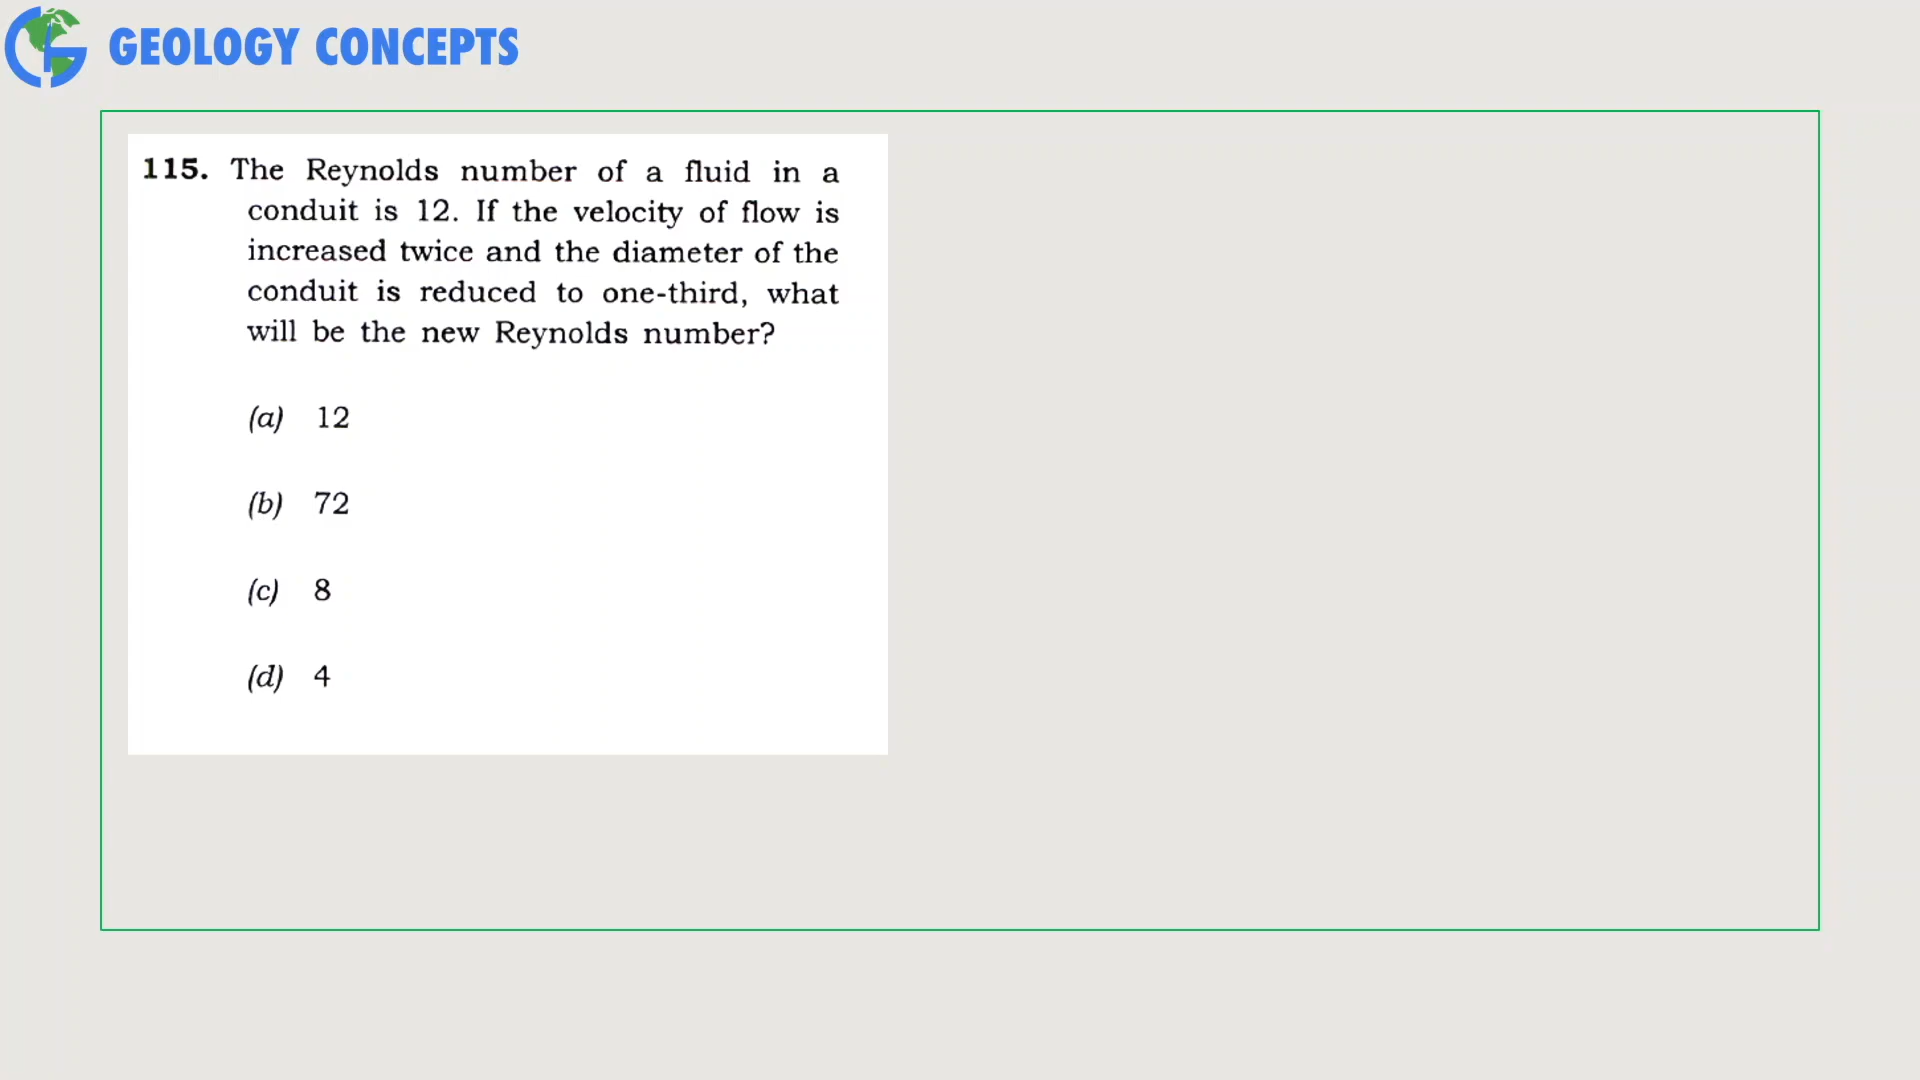 GEOLOGY CONCEPTS
115. The Reynolds number of a fluid in a
conduit is 12. If the velocity of flow is
increased twice and the diameter of the
conduit is reduced to one-third, what
will be the new Reynolds number?
(a) 12
(b) 72
(c) 8
(d) 4